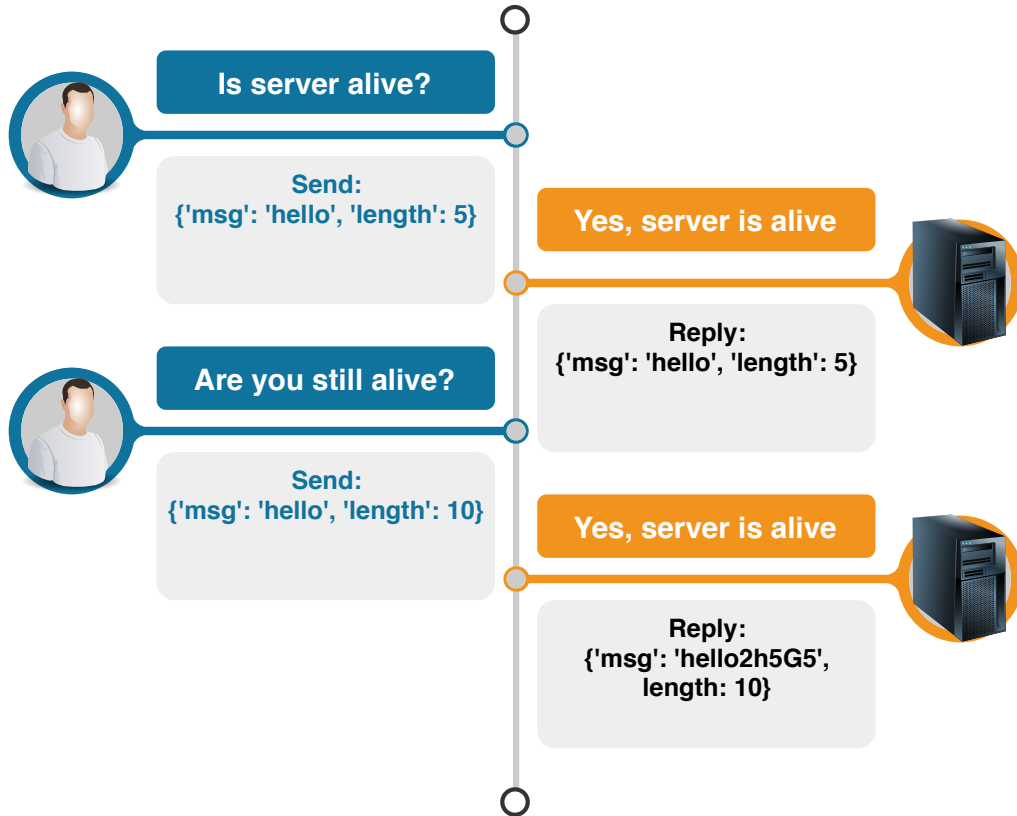 Is server alive?
Send:
{'msg': 'hello', 'length': 5}
Yes, server is alive
Reply:
{'msg': 'hello', 'length': 5}
Are you still alive?
Send:
{'msg': 'hello', 'length': 10}
Yes, server is alive
Reply:
{'msg': 'hello2h5G5',
length: 10}